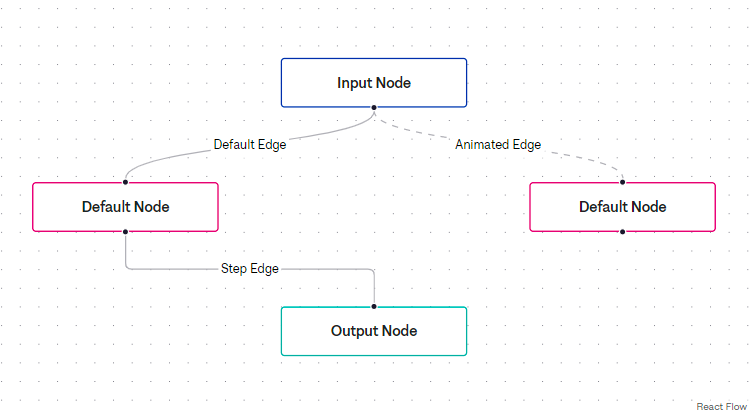 Input Node
Default Edge
Animated Edge
Default Node
Default Node
Step Edge
Output Node
React Flow